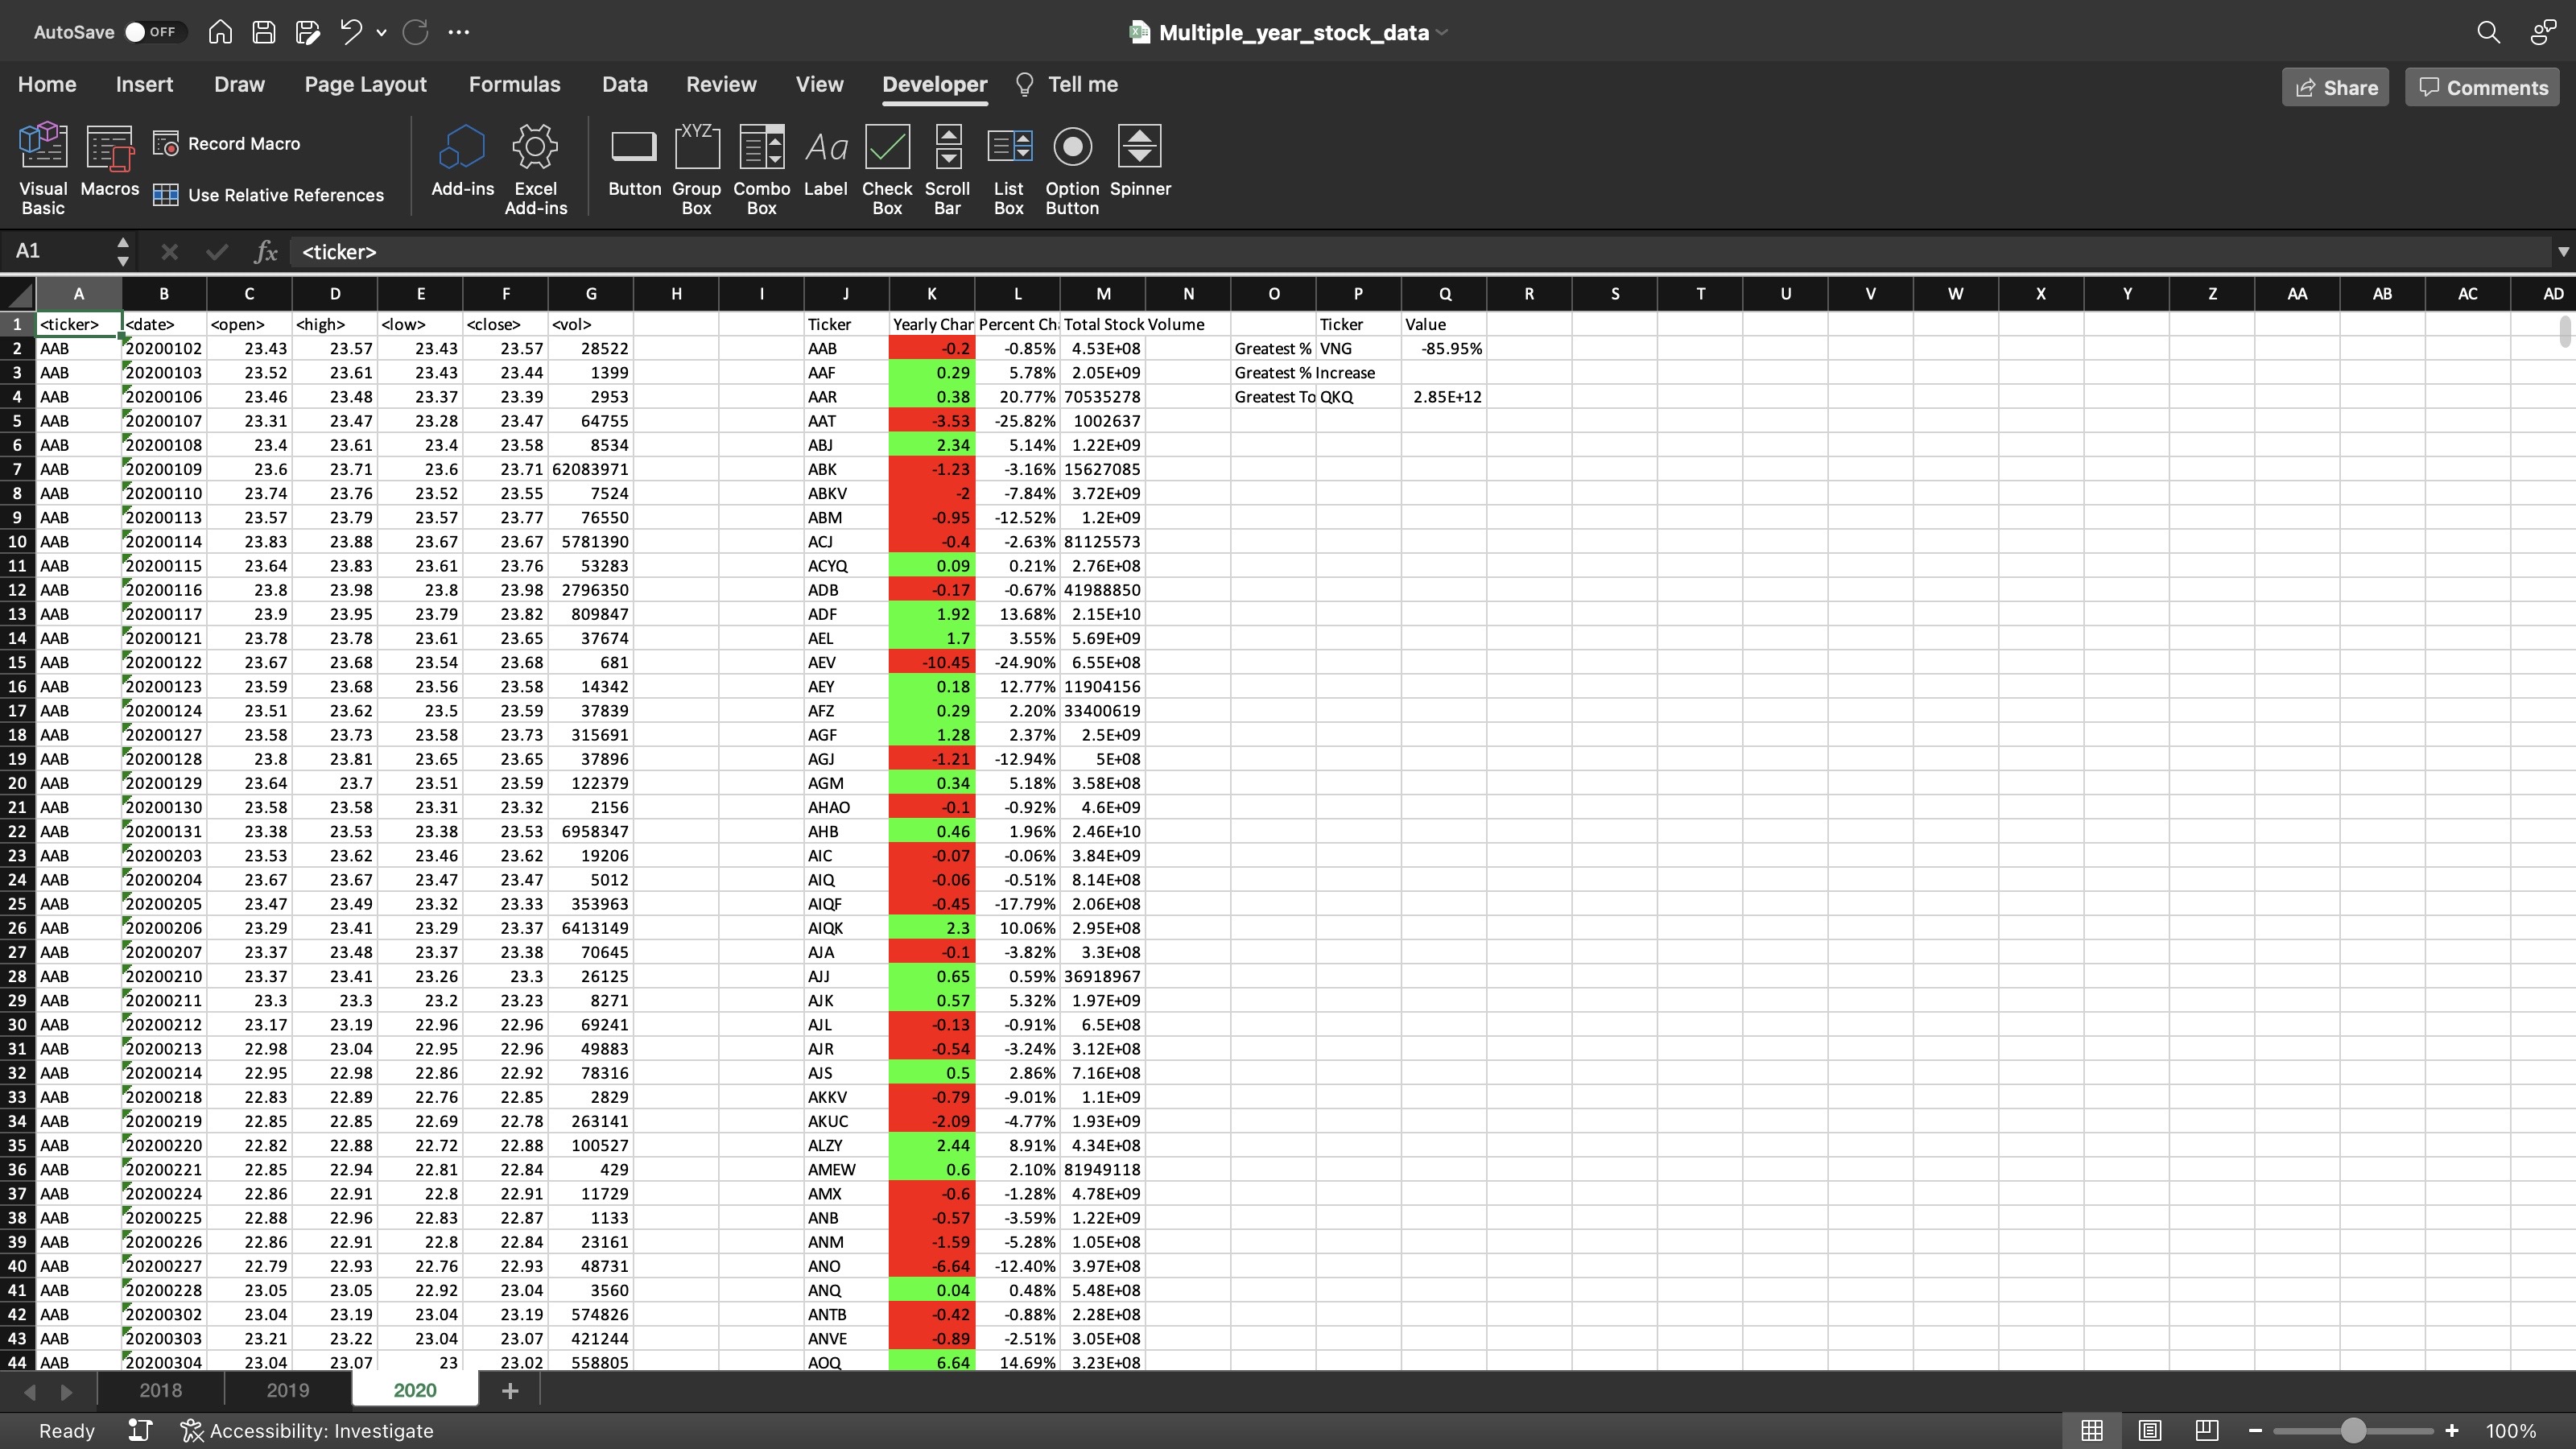 AutoSave OFF Multiple_year_stock_data
Home Insert Draw Page Layout Formulas Data Review View Developer Tell me Share Comments
Visual Basic Macros Record Macro Use Relative References Add-ins Excel Add-ins Button Group Box Combo Box Label Check Box Scroll Bar List Box Option Button Spinner
A1 fx <ticker>
A B C D E F G H I J K L M N O P Q R S T U V W X Y Z AA AB AC AD
1 <ticker> <date> <open> <high> <low> <close> <vol> Ticker Yearly Chan Percent Ch Total Stock Volume Ticker Value
2 AAB 20200102 23.43 23.57 23.43 23.57 28522 AAB -0.2 -0.85% 4.53E+08 Greatest % VNG -85.95%
3 AAB 20200103 23.52 23.61 23.43 23.44 1399 AAF 0.29 5.78% 2.05E+09 Greatest % Increase
4 AAB 20200106 23.46 23.48 23.37 23.39 2953 AAR 0.38 20.77% 70535278 Greatest To QKQ 2.85E+12
5 AAB 20200107 23.31 23.47 23.28 23.47 64755 AAT -3.53 -25.82% 1002637
6 AAB 20200108 23.4 23.61 23.4 23.58 8534 ABJ 2.34 5.14% 1.22E+09
7 AAB 20200109 23.6 23.71 23.6 23.71 62083971 ABK -1.23 -3.16% 15627085
8 AAB 20200110 23.74 23.76 23.52 23.55 7524 ABKV -2 -7.84% 3.72E+09
9 AAB 20200113 23.57 23.79 23.57 23.77 76550 ABM -0.95 -12.52% 1.2E+09
10 AAB 20200114 23.83 23.88 23.67 23.67 5781390 ACJ -0.4 -2.63% 81125573
11 AAB 20200115 23.64 23.83 23.61 23.76 53283 ACYQ 0.09 0.21% 2.76E+08
12 AAB 20200116 23.8 23.98 23.8 23.98 2796350 ADB -0.17 -0.67% 41988850
13 AAB 20200117 23.9 23.95 23.79 23.82 809847 ADF 1.92 13.68% 2.15E+10
14 AAB 20200121 23.78 23.78 23.61 23.65 37674 AEL 1.7 3.55% 5.69E+09
15 AAB 20200122 23.67 23.68 23.54 23.68 681 AEV -10.45 -24.90% 6.55E+08
16 AAB 20200123 23.59 23.68 23.56 23.58 14342 AEY 0.18 12.77% 11904156
17 AAB 20200124 23.51 23.62 23.5 23.59 37839 AFZ 0.29 2.20% 33400619
18 AAB 20200127 23.58 23.73 23.58 23.73 315691 AGF 1.28 2.37% 2.5E+09
19 AAB 20200128 23.8 23.81 23.65 23.65 37896 AGJ -1.21 -12.94% 5E+08
20 AAB 20200129 23.64 23.7 23.51 23.59 122379 AGM 0.34 5.18% 3.58E+08
21 AAB 20200130 23.58 23.58 23.31 23.32 2156 AHAO -0.1 -0.92% 4.6E+09
22 AAB 20200131 23.38 23.53 23.38 23.53 6958347 AHB 0.46 1.96% 2.46E+10
23 AAB 20200203 23.53 23.62 23.46 23.62 19206 AIC -0.07 -0.06% 3.84E+09
24 AAB 20200204 23.67 23.67 23.47 23.47 5012 AIQ -0.06 -0.51% 8.14E+08
25 AAB 20200205 23.47 23.49 23.32 23.33 353963 AIQF -0.45 -17.79% 2.06E+08
26 AAB 20200206 23.29 23.41 23.29 23.37 6413149 AIQK 2.3 10.06% 2.95E+08
27 AAB 20200207 23.37 23.48 23.37 23.38 70645 AJA -0.1 -3.82% 3.3E+08
28 AAB 20200210 23.37 23.41 23.26 23.3 26125 AJJ 0.65 0.59% 36918967
29 AAB 20200211 23.3 23.3 23.2 23.23 8271 AJK 0.57 5.32% 1.97E+09
30 AAB 20200212 23.17 23.19 22.96 22.96 69241 AJL -0.13 -0.91% 6.5E+08
31 AAB 20200213 22.98 23.04 22.95 22.96 49883 AJR -0.54 -3.24% 3.12E+08
32 AAB 20200214 22.95 22.98 22.86 22.92 78316 AJS 0.5 2.86% 7.16E+08
33 AAB 20200218 22.83 22.89 22.76 22.85 2829 AKKV -0.79 -9.01% 1.1E+09
34 AAB 20200219 22.85 22.85 22.69 22.78 263141 AKUC -2.09 -4.77% 1.93E+09
35 AAB 20200220 22.82 22.88 22.72 22.88 100527 ALZY 2.44 8.91% 4.34E+08
36 AAB 20200221 22.85 22.94 22.81 22.84 429 AMEW 0.6 2.10% 81949118
37 AAB 20200224 22.86 22.91 22.8 22.91 11729 AMX -0.6 -1.28% 4.78E+09
38 AAB 20200225 22.88 22.96 22.83 22.87 1133 ANB -0.57 -3.59% 1.22E+09
39 AAB 20200226 22.86 22.91 22.8 22.84 23161 ANM -1.59 -5.28% 1.05E+08
40 AAB 20200227 22.79 22.93 22.76 22.93 48731 ANO -6.64 -12.40% 3.97E+08
41 AAB 20200228 23.05 23.05 22.92 23.04 3560 ANQ 0.04 0.48% 5.48E+08
42 AAB 20200302 23.04 23.19 23.04 23.19 574826 ANTB -0.42 -0.88% 2.28E+08
43 AAB 20200303 23.21 23.22 23.04 23.07 421244 ANVE -0.89 -2.51% 3.05E+08
44 AAB 20200304 23.04 23.07 23 23.02 558805 AOQ 6.64 14.69% 3.23E+08
2018 2019 2020
Ready Accessibility: Investigate 100%